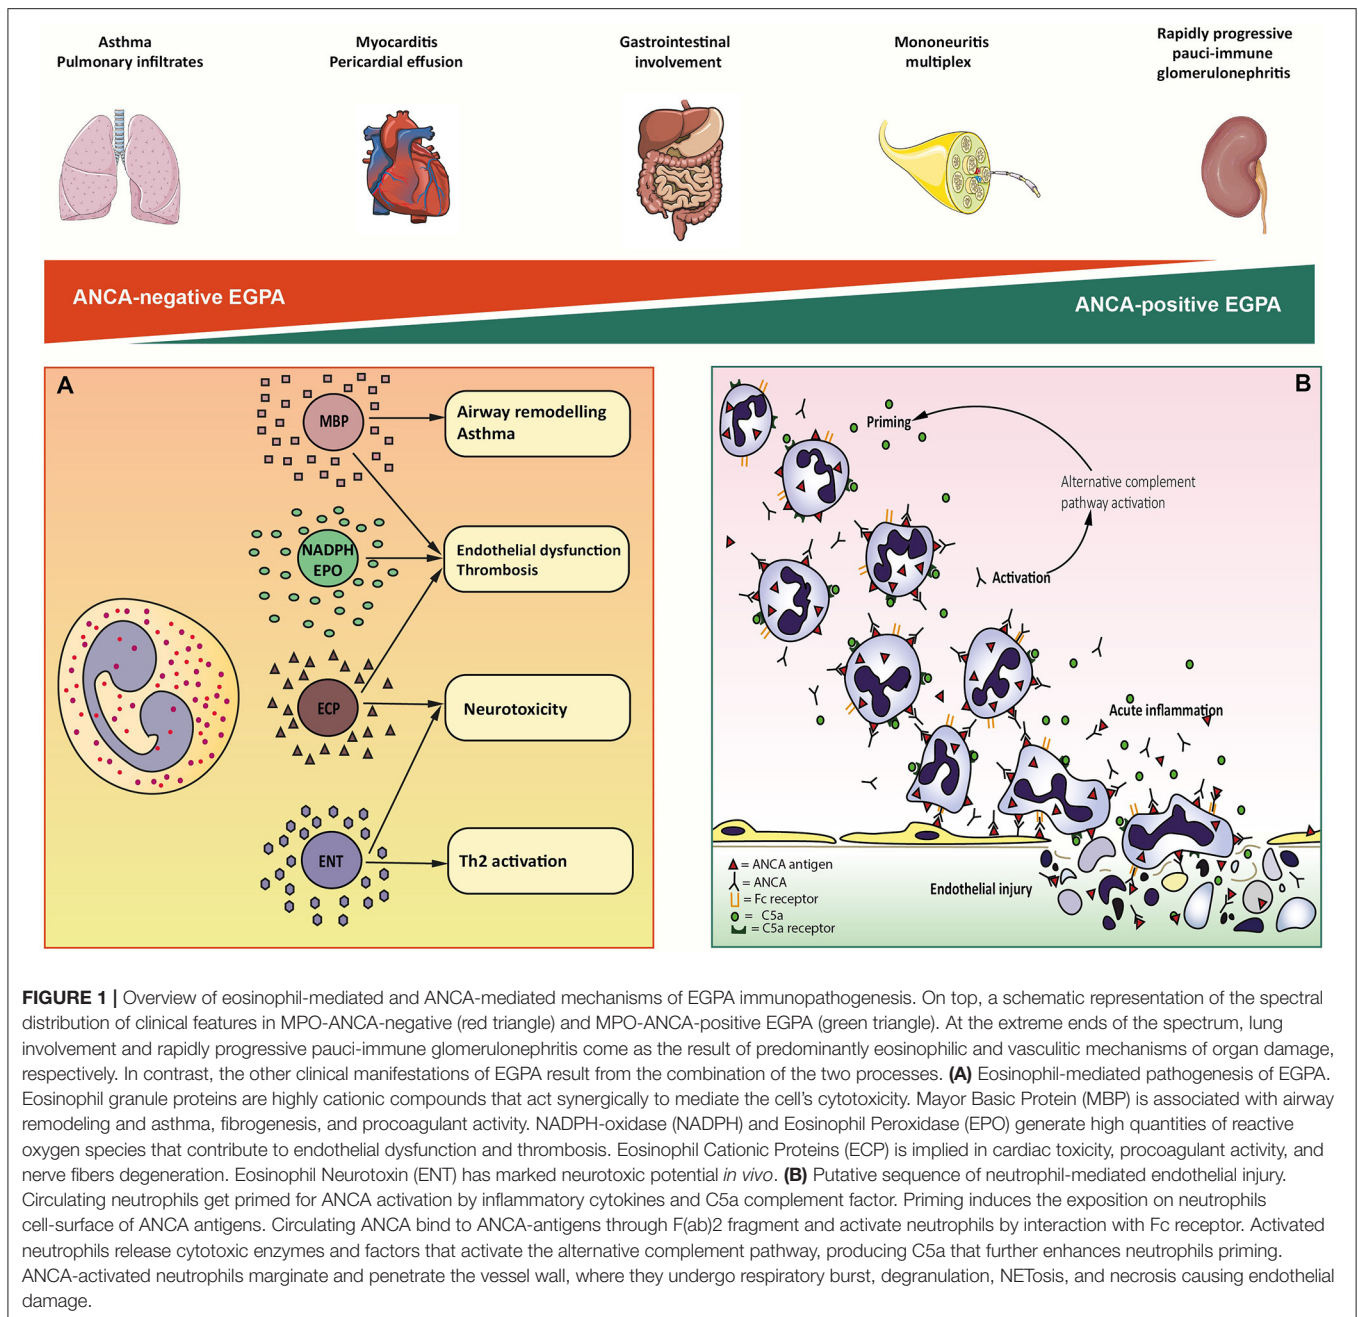 Asthma
Pulmonary infiltrates
Myocarditis
Pericardial effusion
Gastrointestinal
involvement
Mononeuritis
multiplex
Rapidly progressive
pauci-immune
glomerulonephritis
ANCA-negative EGPA
ANCA-positive EGPA
A
MBP
Airway remodelling
Asthma
NADPH
EPO
Endothelial dysfunction
Thrombosis
ECP
Neurotoxicity
ENT
Th2 activation
B
Priming
Alternative complement
pathway activation
Activation
Acute inflammation
Endothelial injury
= ANCA antigen
= ANCA
= Fc receptor
= C5a
= C5a receptor
FIGURE 1 | Overview of eosinophil-mediated and ANCA-mediated mechanisms of EGPA immunopathogenesis. On top, a schematic representation of the spectral
distribution of clinical features in MPO-ANCA-negative (red triangle) and MPO-ANCA-positive EGPA (green triangle). At the extreme ends of the spectrum, lung
involvement and rapidly progressive pauci-immune glomerulonephritis come as the result of predominantly eosinophilic and vasculitic mechanisms of organ damage,
respectively. In contrast, the other clinical manifestations of EGPA result from the combination of the two processes. (A) Eosinophil-mediated pathogenesis of EGPA.
Eosinophil granule proteins are highly cationic compounds that act synergically to mediate the cell's cytotoxicity. Mayor Basic Protein (MBP) is associated with airway
remodeling and asthma, fibrogenesis, and procoagulant activity. NADPH-oxidase (NADPH) and Eosinophil Peroxidase (EPO) generate high quantities of reactive
oxygen species that contribute to endothelial dysfunction and thrombosis. Eosinophil Cationic Proteins (ECP) is implied in cardiac toxicity, procoagulant activity, and
nerve fibers degeneration. Eosinophil Neurotoxin (ENT) has marked neurotoxic potential in vivo. (B) Putative sequence of neutrophil-mediated endothelial injury.
Circulating neutrophils get primed for ANCA activation by inflammatory cytokines and C5a complement factor. Priming induces the exposition on neutrophils
cell-surface of ANCA antigens. Circulating ANCA bind to ANCA-antigens through F(ab)2 fragment and activate neutrophils by interaction with Fc receptor. Activated
neutrophils release cytotoxic enzymes and factors that activate the alternative complement pathway, producing C5a that further enhances neutrophils priming.
ANCA-activated neutrophils marginate and penetrate the vessel wall, where they undergo respiratory burst, degranulation, NETosis, and necrosis causing endothelial
damage.